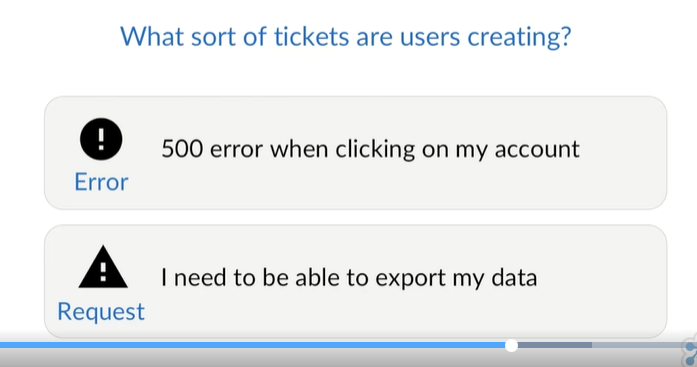 What sort of tickets are users creating?
500 error when clicking on my account
Error
I need to be able to export my data
Request